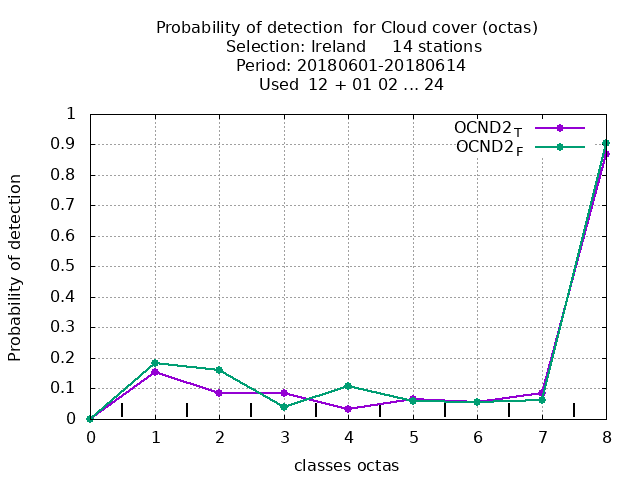 Probability of detection  for Cloud cover (octas)
Selection: Ireland     14 stations
Period: 20180601-20180614
Used  12 + 01 02 ... 24
OCND2_T
OCND2_F
1
0.9
0.8
0.7
0.6
0.5
0.4
0.3
0.2
0.1
0
Probability of detection
0 1 2 3 4 5 6 7 8
classes octas